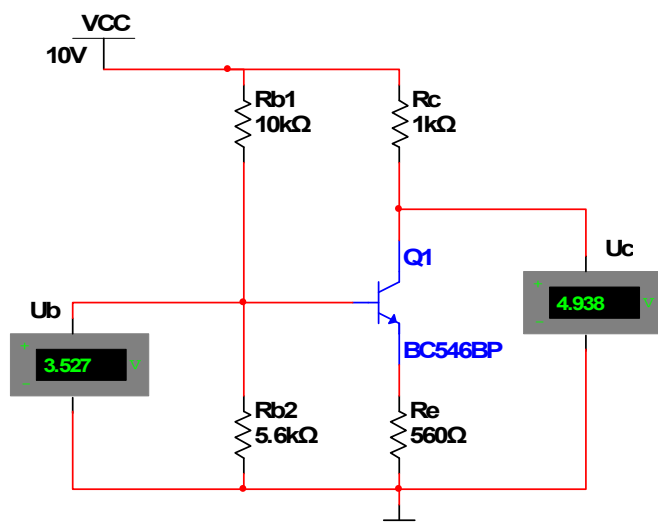 VCC
10V
Rb1
10kΩ
Rc
1kΩ
Q1
Uc
+
4.938
V
-
Ub
+
3.527
V
-
BC546BP
Rb2
5.6kΩ
Re
560Ω